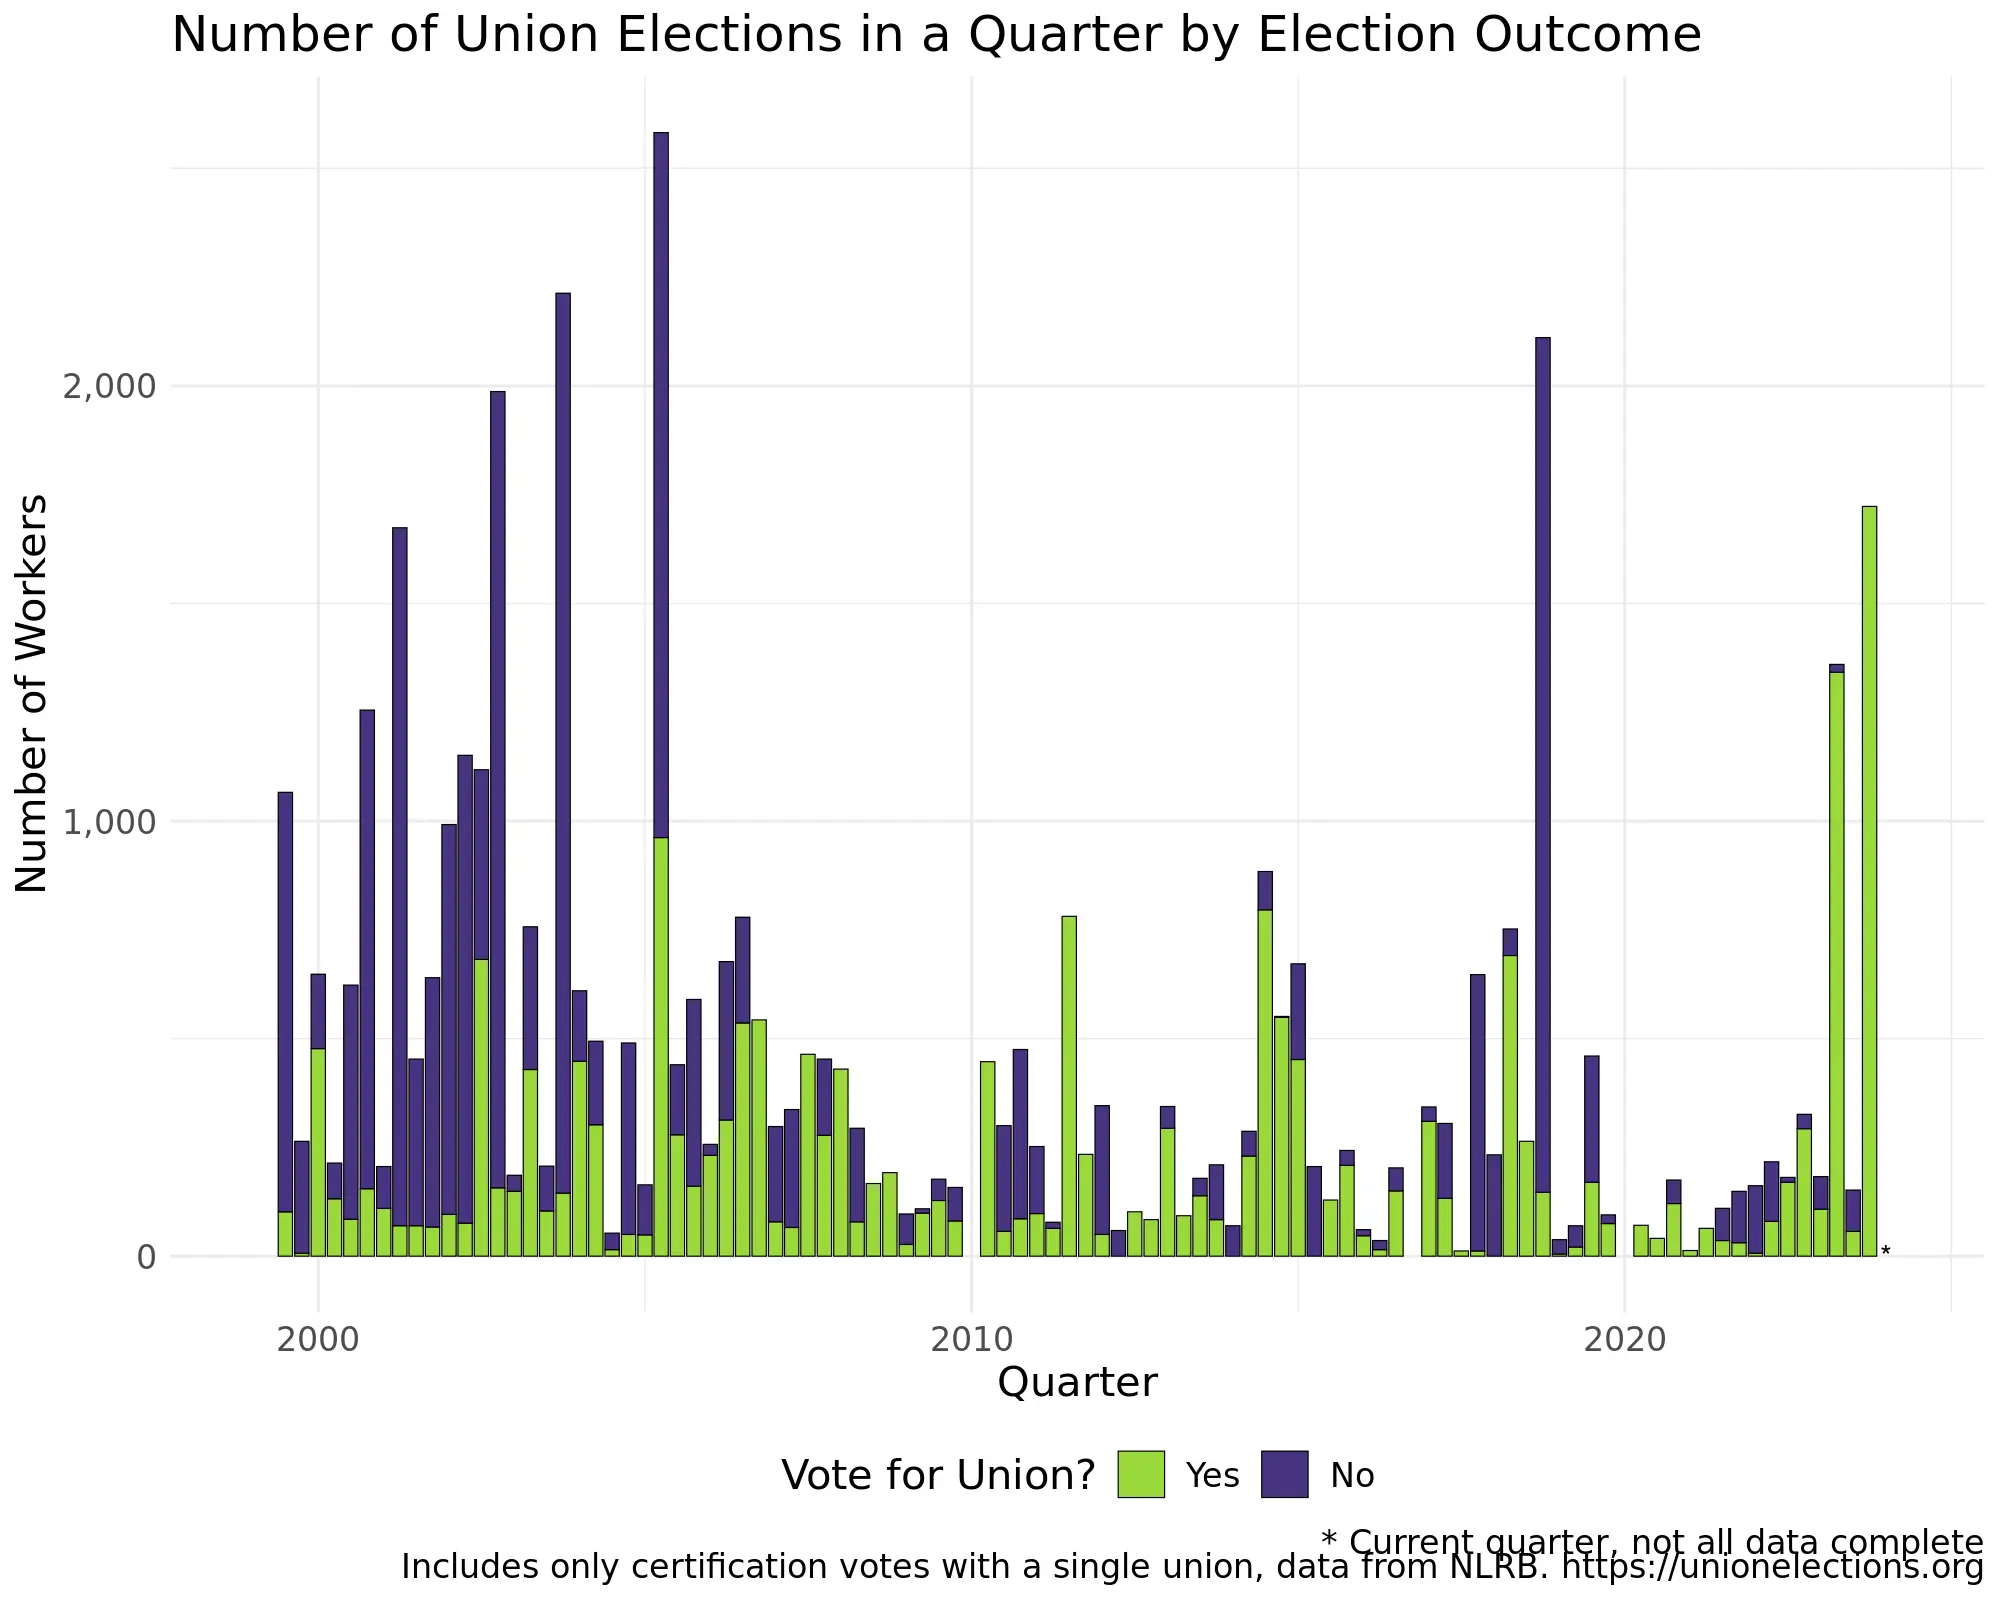 Number of Union Elections in a Quarter by Election Outcome
Number of Workers
2,000
1,000
0
*
2000
2010
2020
Quarter
Vote for Union? Yes No
* Current quarter, not all data complete
Includes only certification votes with a single union, data from NLRB. https://unionelections.org